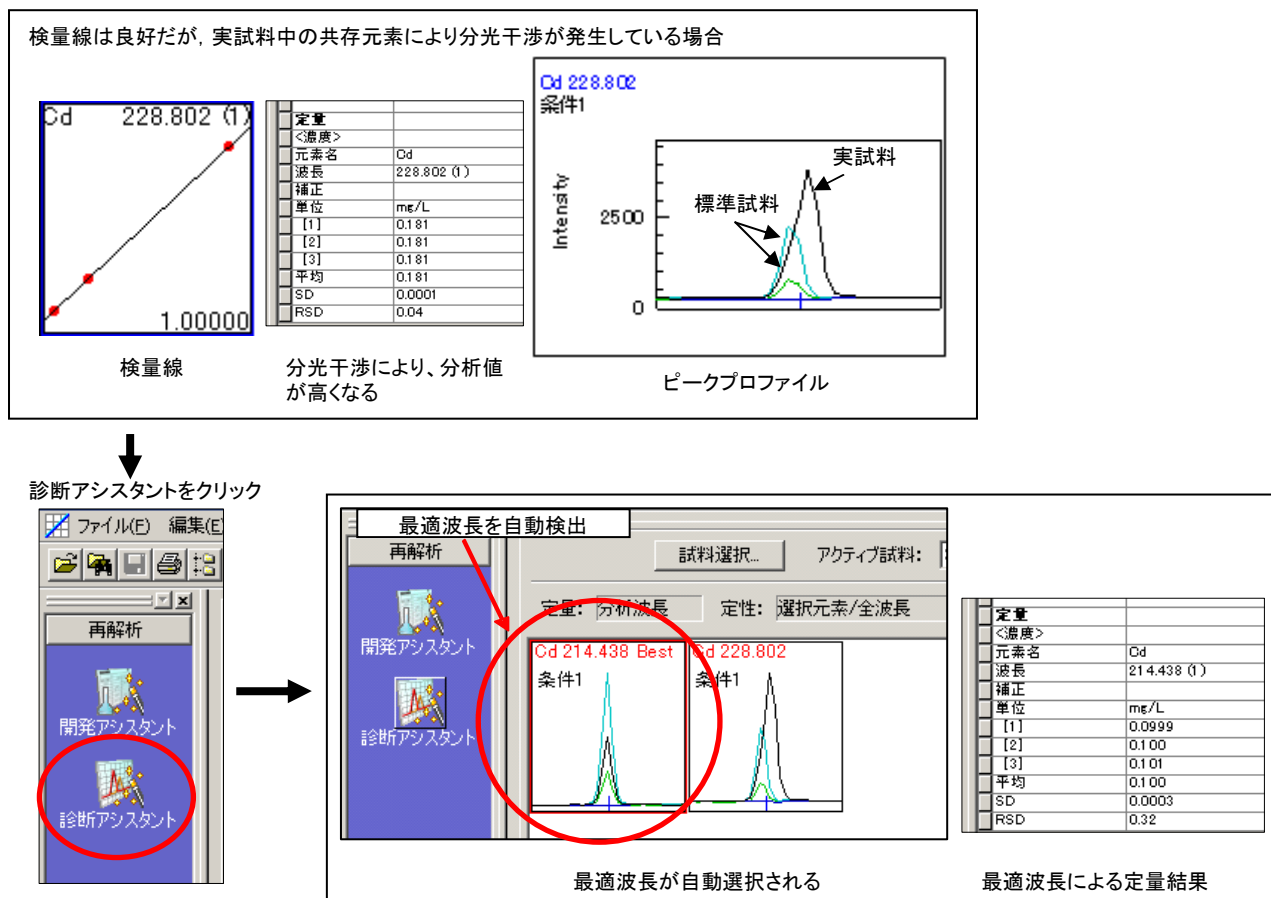 検量線は良好だが, 実試料中の共存元素により分光干渉が発生している場合
Cd 228.802 (1)
1.00000
検量線
定量
<濃度>
元素名 Cd
波長 228.802 (1)
補正
単位 mg/L
[1] 0.181
[2] 0.181
[3] 0.181
平均 0.181
SD 0.0001
RSD 0.04
分光干渉により、分析値
が高くなる
Cd 228.802
条件1
Intensity
2500
0
実試料
標準試料
ピークプロファイル
診断アシスタントをクリック
ファイル(F) 編集(E
再解析
開発アシスタント
診断アシスタント
最適波長を自動検出
再解析
開発アシスタント
診断アシスタント
試料選択... アクティブ試料:
定量: 分析波長 定性: 選択元素/全波長
Cd 214.438 Best
条件1
Cd 228.802
条件1
最適波長が自動選択される
定量
<濃度>
元素名 Cd
波長 214.438 (1)
補正
単位 mg/L
[1] 0.0999
[2] 0.100
[3] 0.101
平均 0.100
SD 0.0003
RSD 0.32
最適波長による定量結果